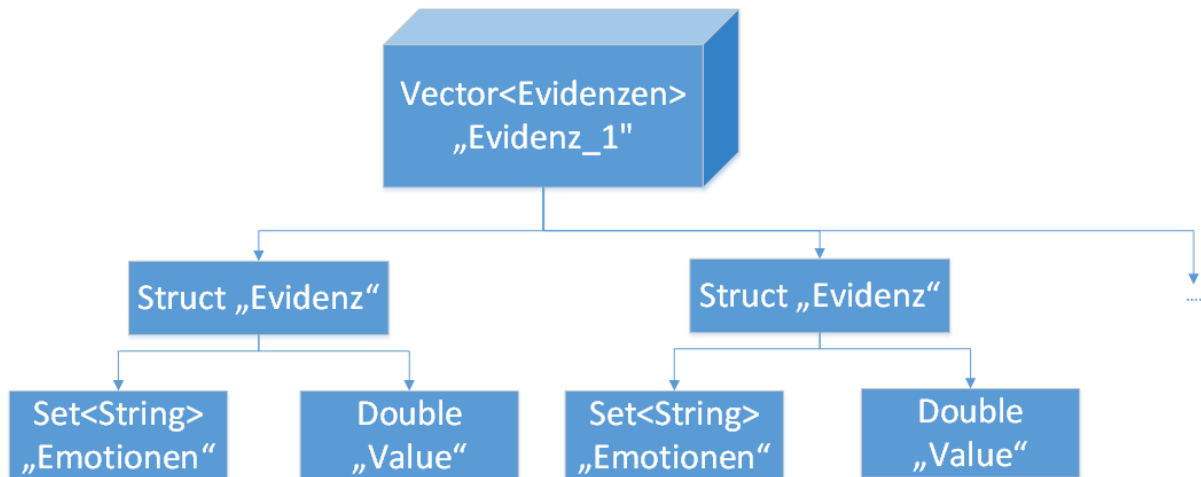 Vector<Evidenzen>
„Evidenz_1"
Struct „Evidenz“
Struct „Evidenz“
....
Set<String>
„Emotionen“
Double
„Value“
Set<String>
„Emotionen“
Double
„Value“